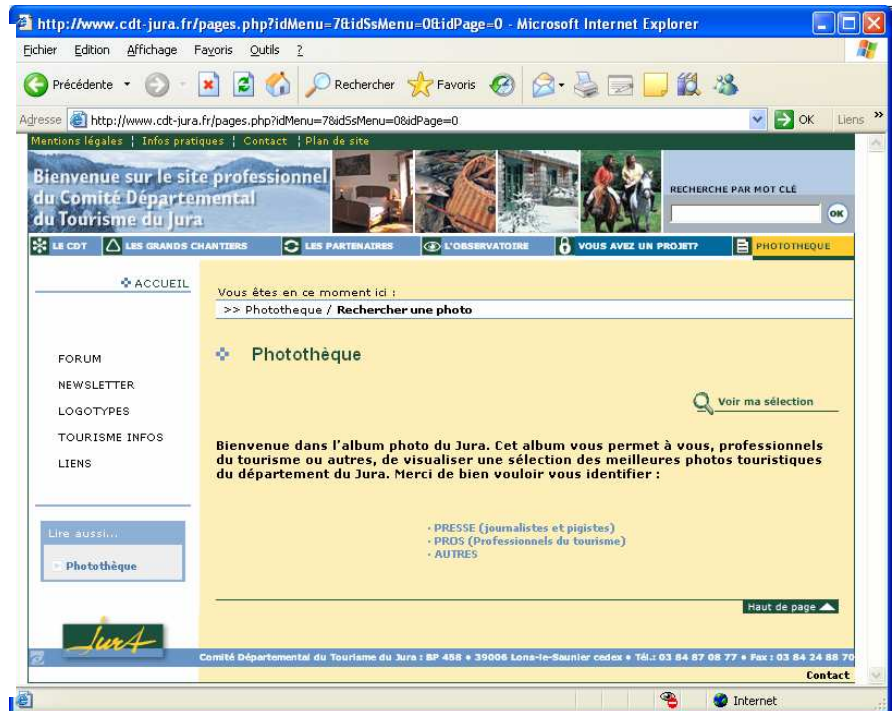 http://www.cdt-jura.fr/pages.php?idMenu=7&idSsMenu=0&idPage=0 - Microsoft Internet Explorer
Fichier Edition Affichage Favoris Outils ?
Précédente Rechercher Favoris
Adresse http://www.cdt-jura.fr/pages.php?idMenu=7&idSsMenu=0&idPage=0 OK Liens »
Mentions légales ¦ Infos pratiques ¦ Contact ¦ Plan de site
Bienvenue sur le site professionnel
du Comité Départemental
du Tourisme du Jura
RECHERCHE PAR MOT CLÉ
OK
LE CDT LES GRANDS CHANTIERS LES PARTENAIRES L'OBSERVATOIRE VOUS AVEZ UN PROJET? PHOTOTHEQUE
ACCUEIL
Vous êtes en ce moment ici :
>> Phototheque / Rechercher une photo
Photothèque
FORUM
NEWSLETTER
LOGOTYPES
TOURISME INFOS
LIENS
Voir ma sélection
Bienvenue dans l'album photo du Jura. Cet album vous permet à vous, professionnels
du tourisme ou autres, de visualiser une sélection des meilleures photos touristiques
du département du Jura. Merci de bien vouloir vous identifier :
· PRESSE (journalistes et pigistes)
· PROS (Professionnels du tourisme)
· AUTRES
Lire aussi...
Photothèque
Haut de page
Jura
Comité Départemental du Tourisme du Jura : BP 458 • 39006 Lons-le-Saunier cedex • Tél.: 03 84 87 08 77 • Fax : 03 84 24 88 70
Contact
Internet